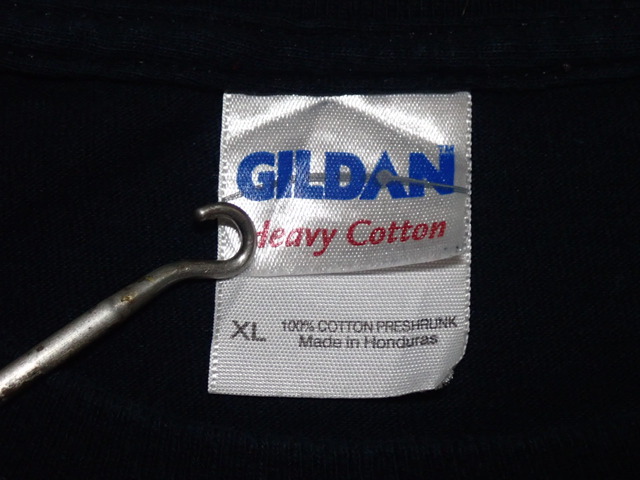 GILDAN
Heavy Cotton
XL 100% COTTON PRESHRUNK
Made in Honduras